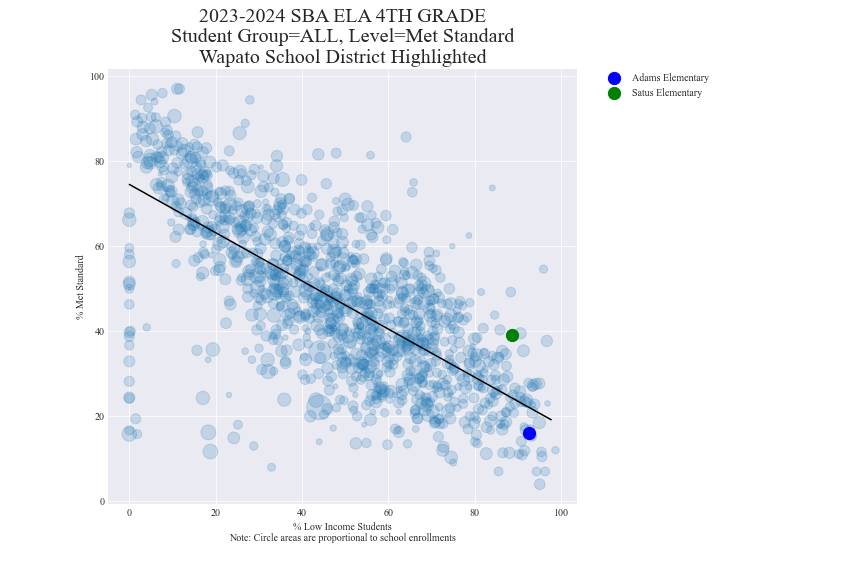 2023-2024 SBA ELA 4TH GRADE
Student Group=ALL, Level=Met Standard
Wapato School District Highlighted
Adams Elementary
Satus Elementary
% Met Standard
100
80
60
40
20
0
0 20 40 60 80 100
% Low Income Students
Note: Circle areas are proportional to school enrollments